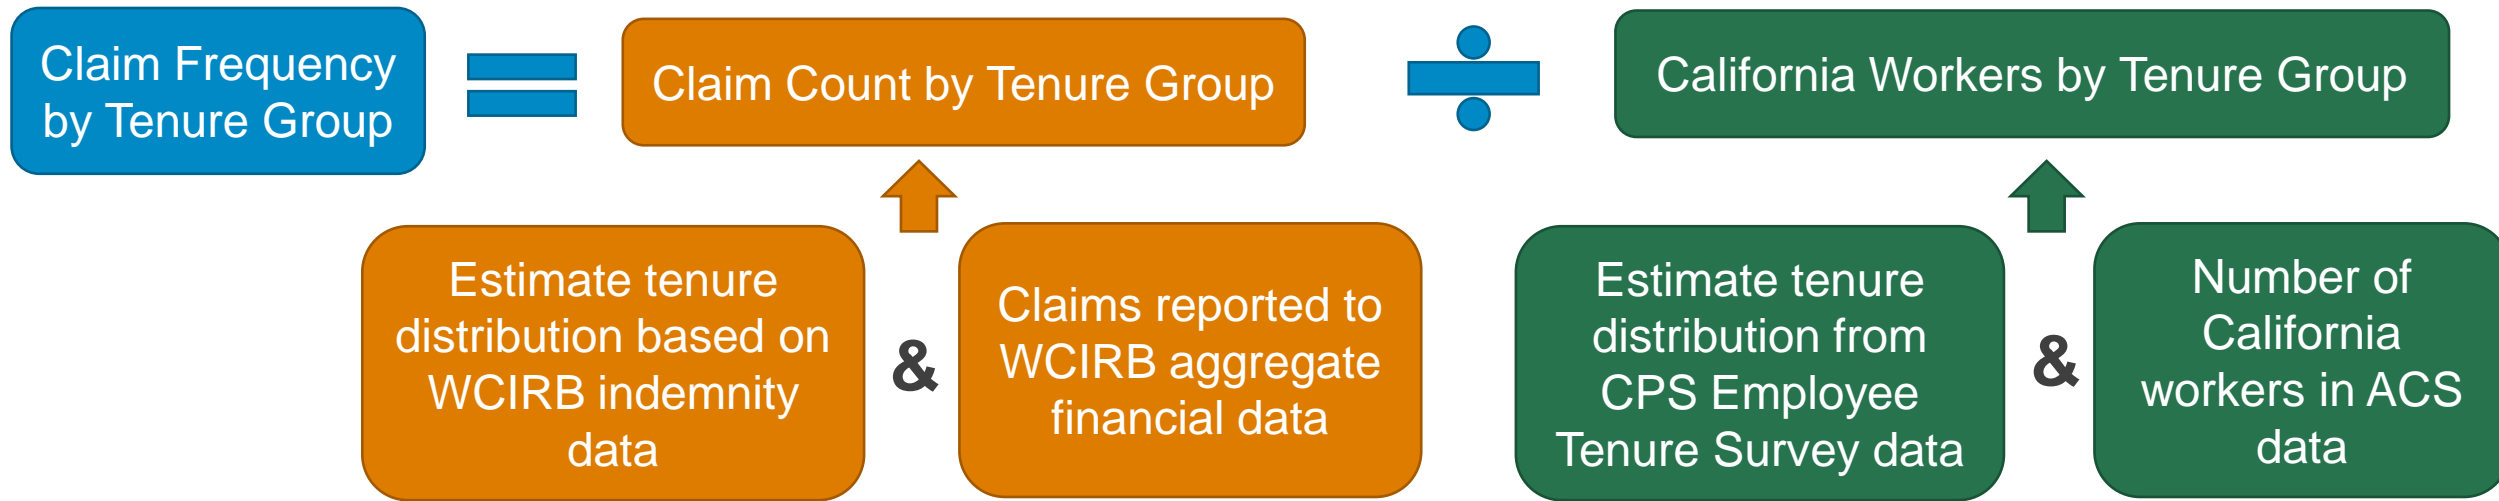 Claim Frequency
by Tenure Group
Claim Count by Tenure Group
California Workers by Tenure Group
Estimate tenure
distribution based on
WCIRB indemnity
data
&
Claims reported to
WCIRB aggregate
financial data
Estimate tenure
distribution from
CPS Employee
Tenure Survey data
&
Number of
California
workers in ACS
data